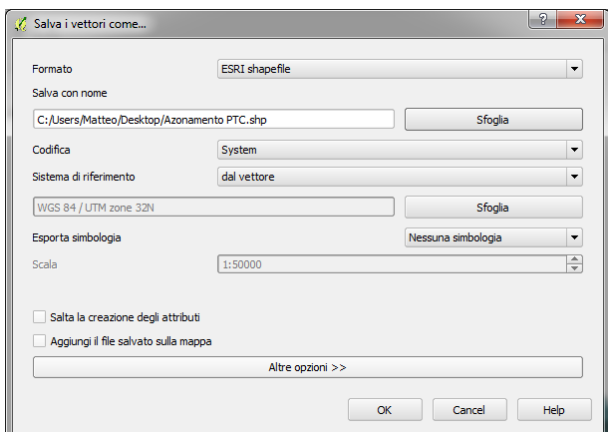 Salva i vettori come...
Formato ESRI shapefile
Salva con nome
C:/Users/Matteo/Desktop/Azonamento PTC.shp Sfoglia
Codifica System
Sistema di riferimento dal vettore
WGS 84 / UTM zone 32N Sfoglia
Esporta simbologia Nessuna simbologia
Scala 1:50000
Salta la creazione degli attributi
Aggiungi il file salvato sulla mappa
Altre opzioni >>
OK Cancel Help